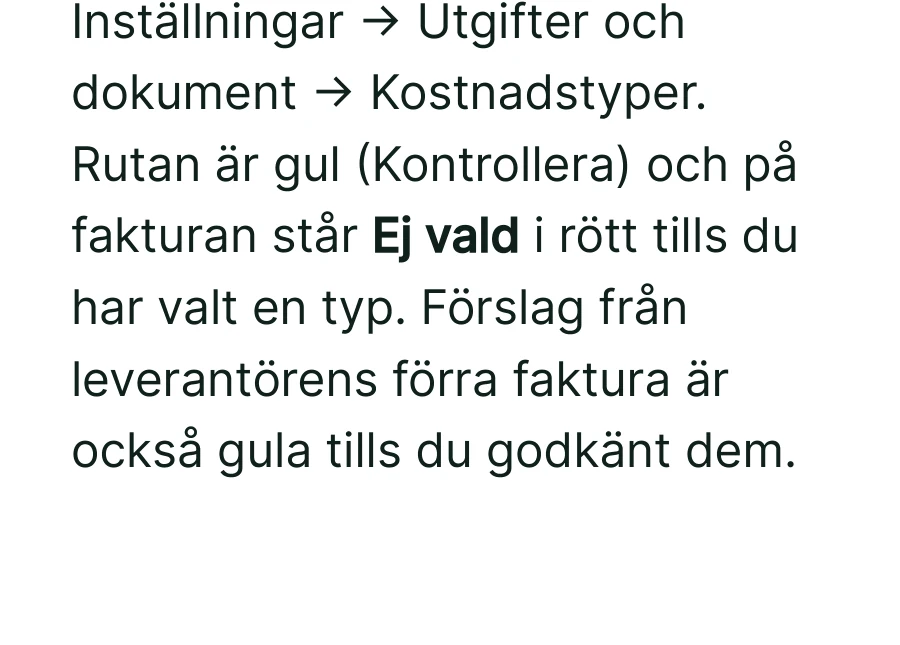 Inställningar → Utgifter och
dokument → Kostnadstyper.
Rutan är gul (Kontrollera) och på
fakturan står Ej vald i rött tills du
har valt en typ. Förslag från
leverantörens förra faktura är
också gula tills du godkänt dem.